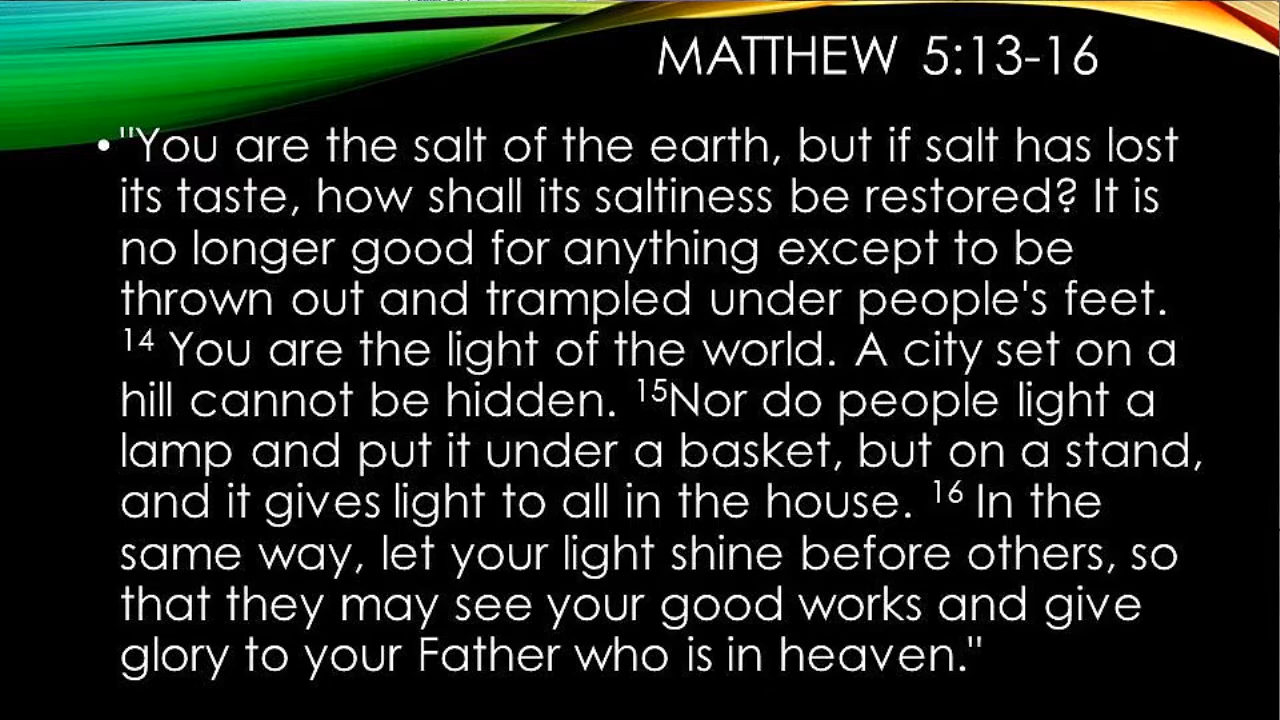 MATTHEW 5:13-16
• "You are the salt of the earth, but if salt has lost
its taste, how shall its saltiness be restored? It is
no longer good for anything except to be
thrown out and trampled under people's feet.
14 You are the light of the world. A city set on a
hill cannot be hidden. 15Nor do people light a
lamp and put it under a basket, but on a stand,
and it gives light to all in the house. 16 In the
same way, let your light shine before others, so
that they may see your good works and give
glory to your Father who is in heaven."